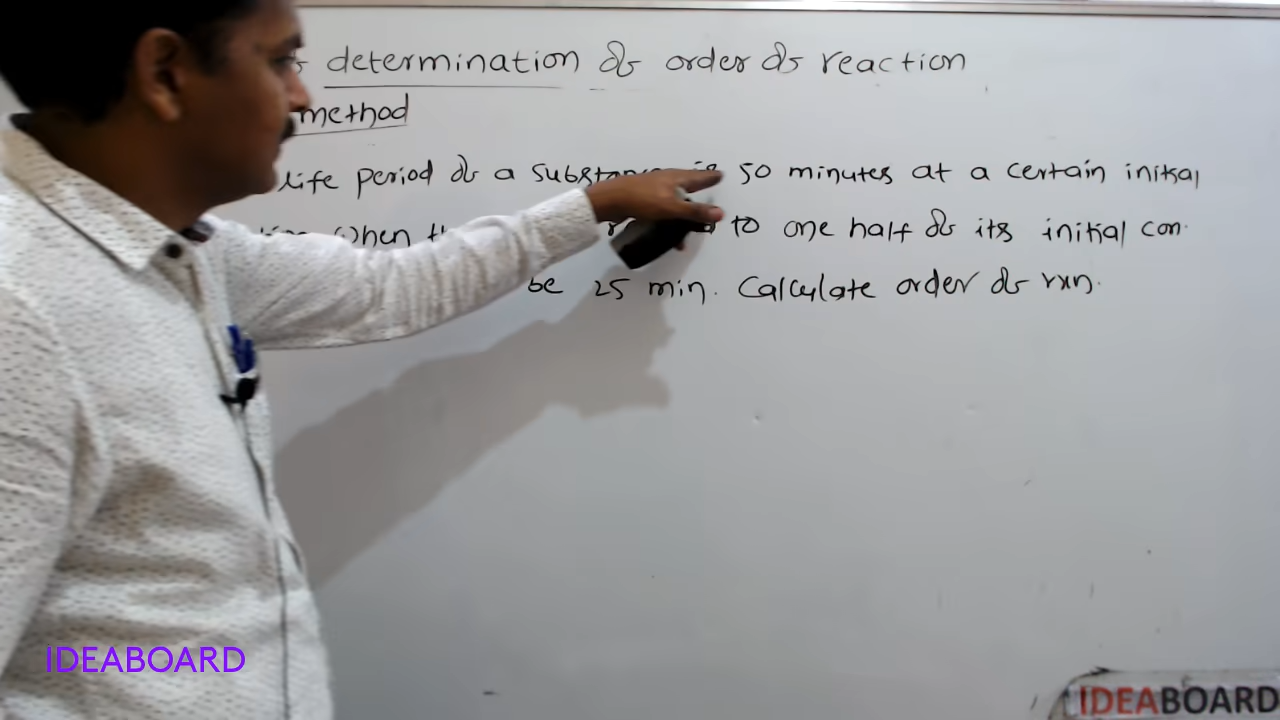 determination of order of reaction
method
life period of a substance is 50 minutes at a certain initial
when to one half of its initial con.
be 25 min. Calculate order of rxn.
IDEABOARD
IDEABOARD